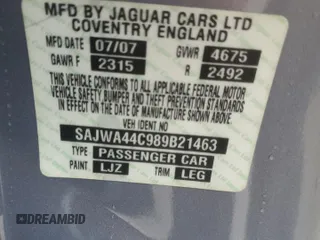 MFD BY JAGUAR CARS LTD
COVENTRY ENGLAND
MFD DATE 07/07 GVWR 4675
GAWR F 2315 R 2492
THIS VEHICLE CONFORMS TO ALL APPLICABLE FEDERAL MOTOR
VEHICLE SAFETY BUMPER AND THEFT PREVENTION STANDARDS
IN EFFECT ON THE DATE OF MANUFACTURE SHOWN ABOVE.
VEH IDENT NO
SAJWA44C989B21463
TYPE PASSENGER CAR
PAINT LJZ TRIM LEG
DREAMBID